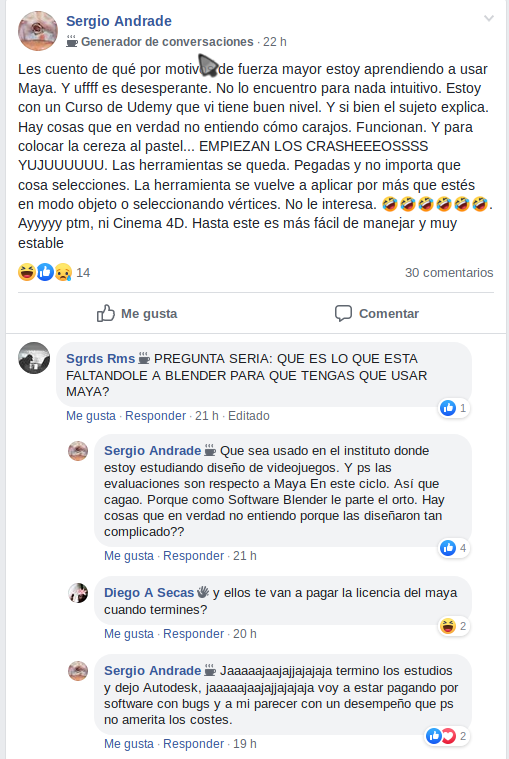 Sergio Andrade
Generador de conversaciones · 22 h
Les cuento de qué por motivo de fuerza mayor estoy aprendiendo a usar
Maya. Y uffff es desesperante. No lo encuentro para nada intuitivo. Estoy
con un Curso de Udemy que vi tiene buen nivel. Y si bien el sujeto explica.
Hay cosas que en verdad no entiendo cómo carajos. Funcionan. Y para
colocar la cereza al pastel... EMPIEZAN LOS CRASHEEEOSSSS
YUJUUUUUU. Las herramientas se queda. Pegadas y no importa que
cosa selecciones. La herramienta se vuelve a aplicar por más que estés
en modo objeto o seleccionando vértices. No le interesa. 🤣🤣🤣🤣🤣🤣.
Ayyyyy ptm, ni Cinema 4D. Hasta este es más fácil de manejar y muy
estable
14
30 comentarios
Me gusta
Comentar
Sgrds Rms PREGUNTA SERIA: QUE ES LO QUE ESTA
FALTANDOLE A BLENDER PARA QUE TENGAS QUE USAR
MAYA?
1
Me gusta · Responder · 21 h · Editado
Sergio Andrade Que sea usado en el instituto donde
estoy estudiando diseño de videojuegos. Y ps las
evaluaciones son respecto a Maya En este ciclo. Así que
cagao. Porque como Software Blender le parte el orto. Hay
cosas que en verdad no entiendo porque las diseñaron tan
complicado??
4
Me gusta · Responder · 21 h
Diego A Secas y ellos te van a pagar la licencia del maya
cuando termines?
2
Me gusta · Responder · 20 h
Sergio Andrade Jaaaaajaajajjajajaja termino los estudios
y dejo Autodesk, jaaaaajaajajjajajaja voy a estar pagando por
software con bugs y a mi parecer con un desempeño que ps
no amerita los costes.
2
Me gusta · Responder · 19 h